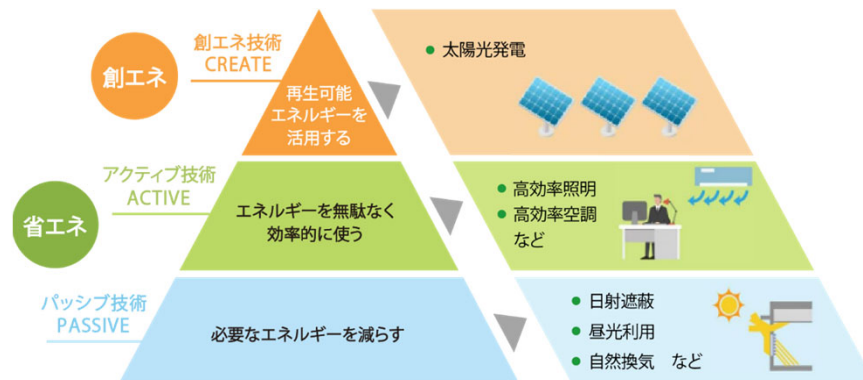 創エネ
創エネ技術
CREATE
再生可能
エネルギーを
活用する
● 太陽光発電
省エネ
アクティブ技術
ACTIVE
エネルギーを無駄なく
効率的に使う
● 高効率照明
● 高効率空調
など
パッシブ技術
PASSIVE
必要なエネルギーを減らす
● 日射遮蔽
● 昼光利用
● 自然換気 など